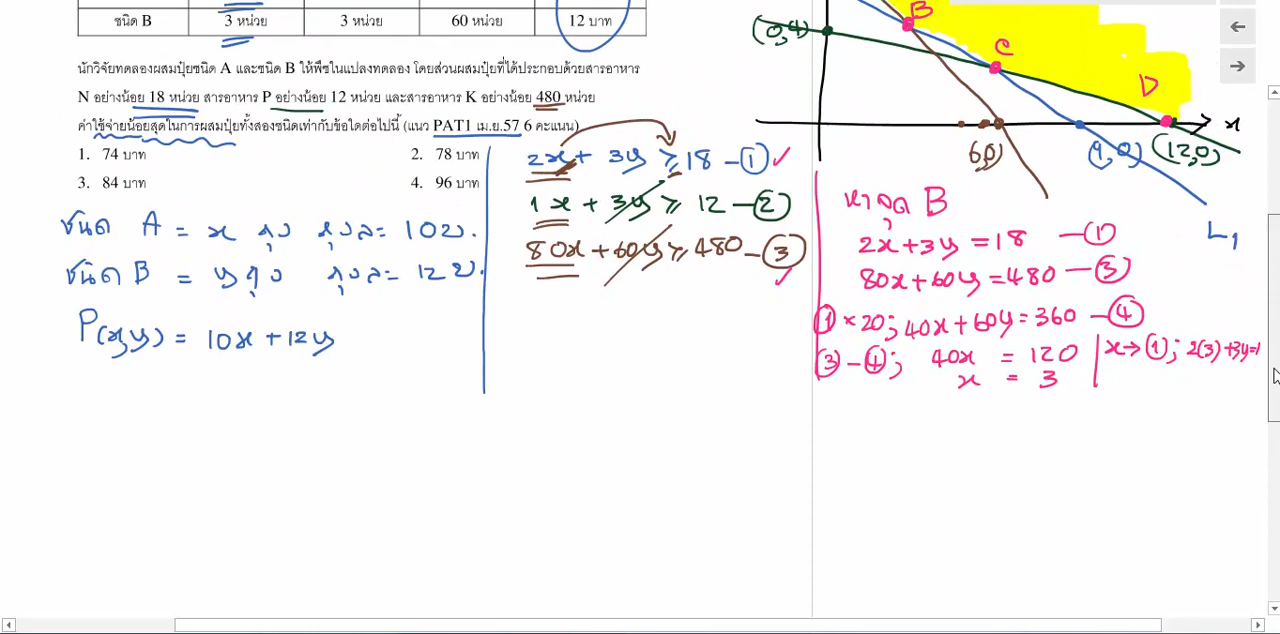 ชนิด B 3 หน่วย 3 หน่วย 60 หน่วย 12 บาท
นักวิจัยทดลองผสมปุ๋ยชนิด A และชนิด B ให้พืชในแปลงทดลอง โดยส่วนผสมปุ๋ยที่ได้ประกอบด้วยสารอาหาร
N อย่างน้อย 18 หน่วย สารอาหาร P อย่างน้อย 12 หน่วย และสารอาหาร K อย่างน้อย 480 หน่วย
ค่าใช้จ่ายน้อยสุดในการผสมปุ๋ยทั้งสองชนิดเท่ากับข้อใดต่อไปนี้ (แนว PAT1 เม.ย.57 6 คะแนน)
1. 74 บาท 2. 78 บาท
3. 84 บาท 4. 96 บาท
ชนิด A = x ถุง ถุงละ 10 บ.
ชนิด B = y ถุง ถุงละ 12 บ.
P(x,y) = 10x + 12y
2x + 3y ≥ 18 — ①
1x + 3y ≥ 12 — ②
80x + 60y ≥ 480 — ③
B
(0,4)
C
D
x
(6,0)
(9,0)
(12,0)
L₁
หาจุด B
2x + 3y = 18 — ①
80x + 60y = 480 — ③
① × 20; 40x + 60y = 360 — ④
③ - ④; 40x = 120
x = 3
x → ①; 2(3) + 3y = 1